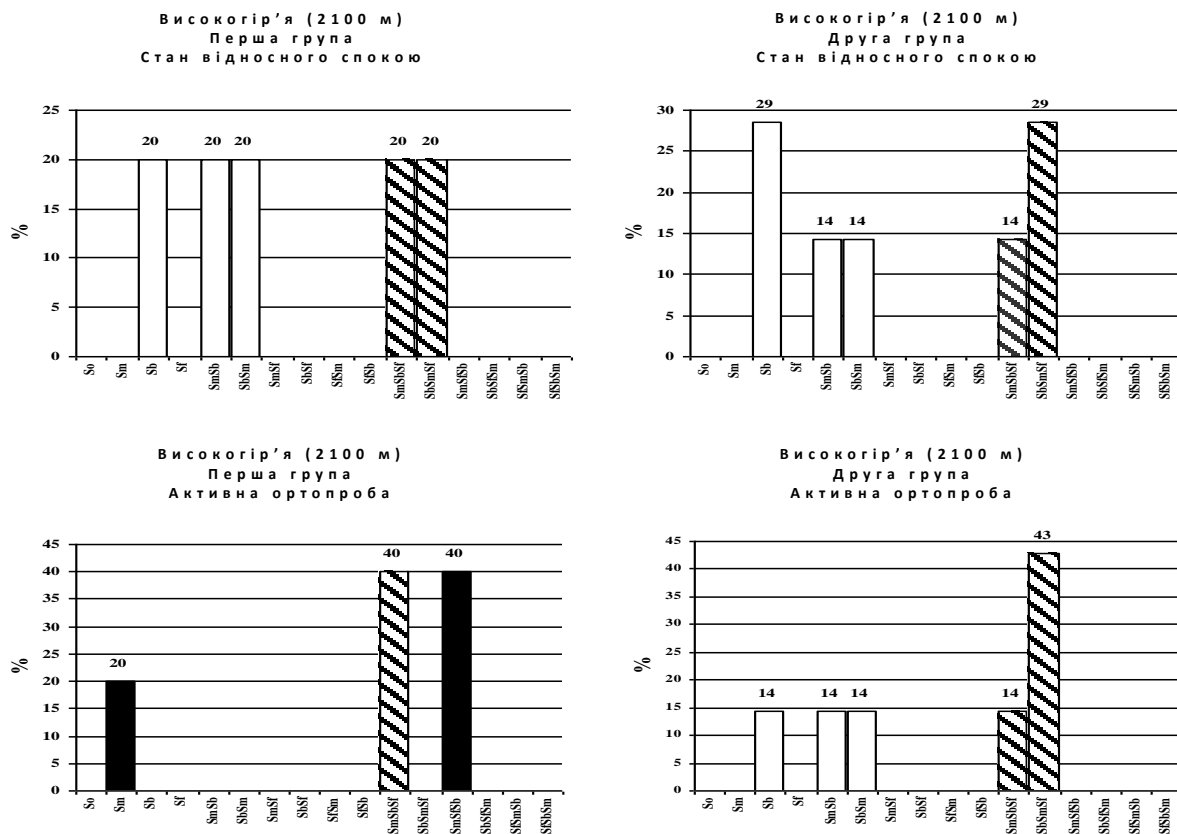 Високогір’я (2100 м)
Перша група
Стан відносного спокою
25
20
15
10
5
0
%
20
20
20
20
20
So
Sm
Sb
Sf
SmSb
SbSm
SmSf
SbSf
SfSm
SfSb
SmSbSf
SbSmSf
SmSfSb
SbSfSm
SfSmSb
SfSbSm
Високогір’я (2100 м)
Друга група
Стан відносного спокою
30
25
20
15
10
5
0
%
29
14
14
14
29
So
Sm
Sb
Sf
SmSb
SbSm
SmSf
SbSf
SfSm
SfSb
SmSbSf
SbSmSf
SmSfSb
SbSfSm
SfSmSb
SfSbSm
Високогір’я (2100 м)
Перша група
Активна ортопроба
45
40
35
30
25
20
15
10
5
0
%
20
40
40
So
Sm
Sb
Sf
SmSb
SbSm
SmSf
SbSf
SfSm
SfSb
SmSbSf
SbSmSf
SmSfSb
SbSfSm
SfSmSb
SfSbSm
Високогір’я (2100 м)
Друга група
Активна ортопроба
45
40
35
30
25
20
15
10
5
0
%
14
14
14
14
43
So
Sm
Sb
Sf
SmSb
SbSm
SmSf
SbSf
SfSm
SfSb
SmSbSf
SbSmSf
SmSfSb
SbSfSm
SfSmSb
SfSbSm